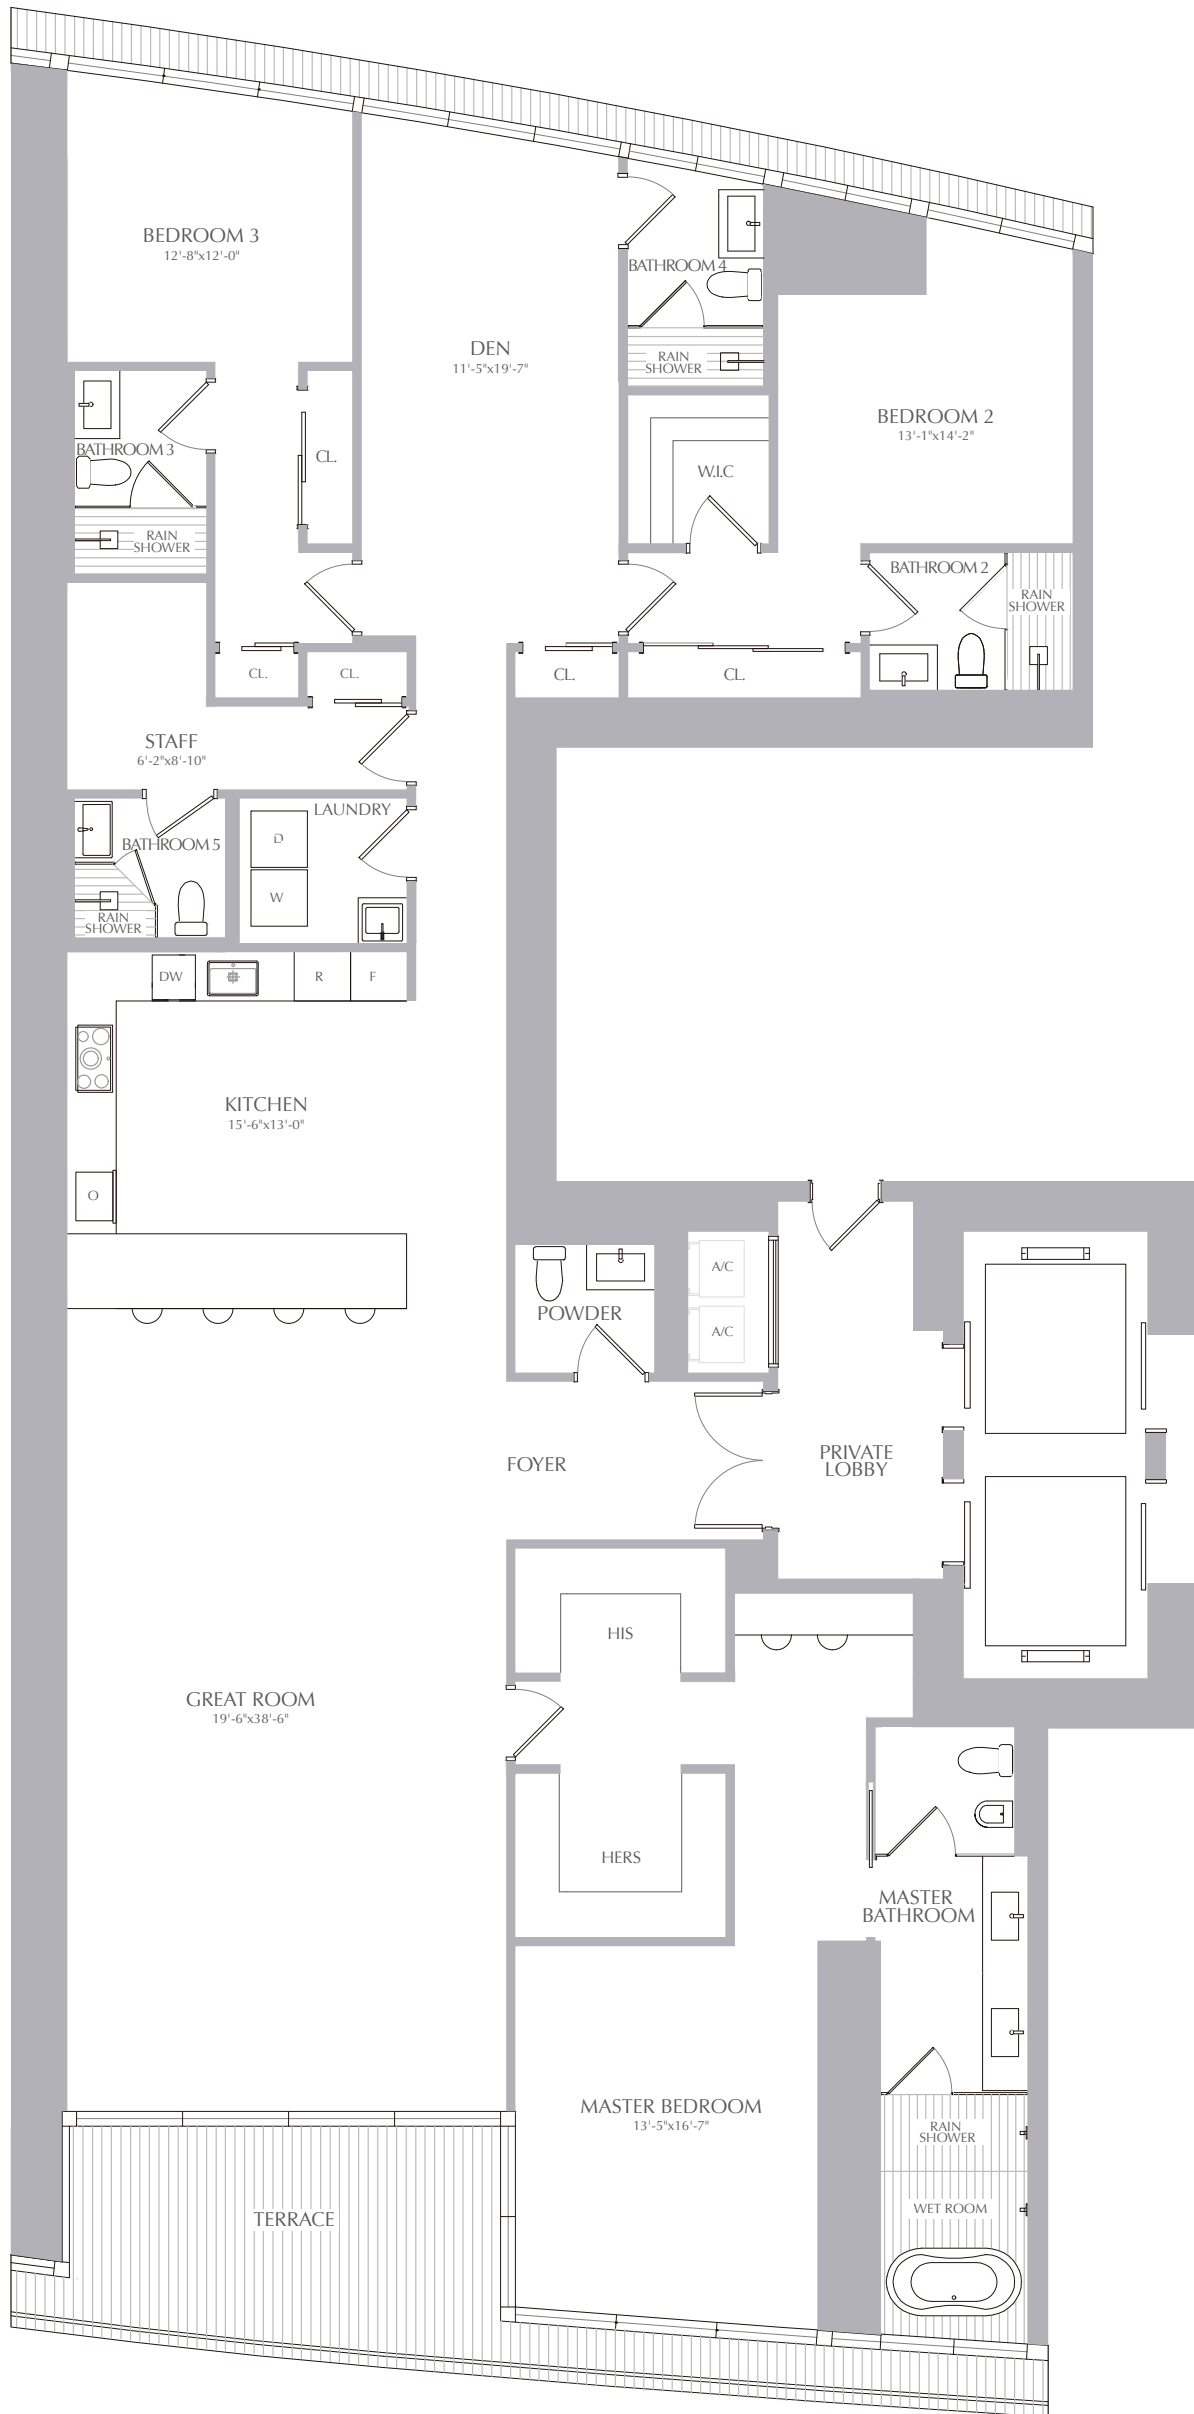 BEDROOM 3
12'-8"x12'-0"
BATHROOM 4
DEN
11'-5"x19'-7"
RAIN
SHOWER
BEDROOM 2
13'-1"x14'-2"
BATHROOM 3
CL.
W.I.C
RAIN
SHOWER
BATHROOM 2
RAIN
SHOWER
CL.
CL.
CL.
CL.
STAFF
6'-2"x8'-10"
LAUNDRY
D
BATHROOM 5
W
RAIN
SHOWER
DW
R
F
KITCHEN
15'-6"x13'-0"
O
A/C
POWDER
A/C
FOYER
PRIVATE
LOBBY
HIS
GREAT ROOM
19'-6"x38'-6"
HERS
MASTER
BATHROOM
MASTER BEDROOM
13'-5"x16'-7"
RAIN
SHOWER
WET ROOM
TERRACE